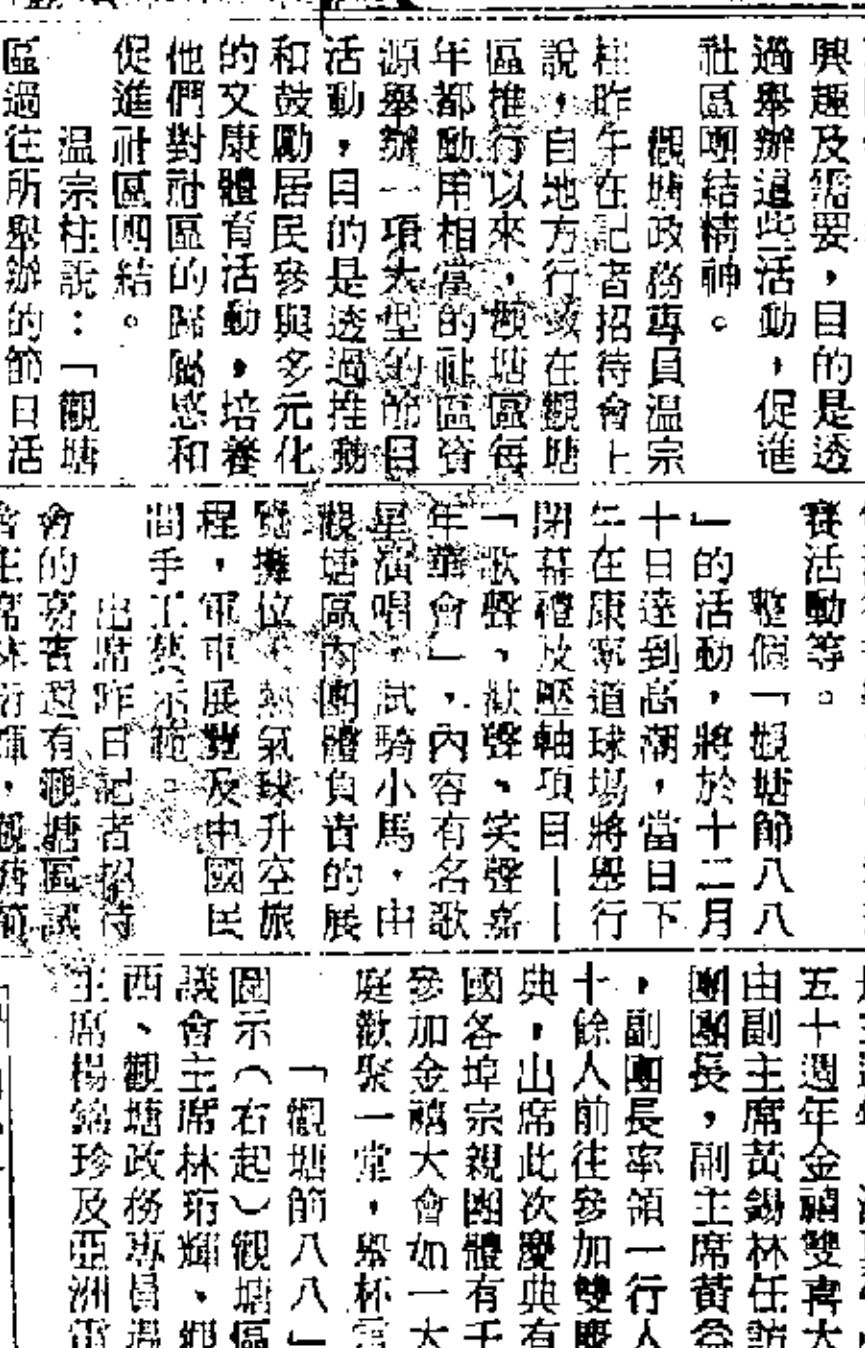 興趣及需要，目的是透
過舉辦這些活動，促進
社區團結精神。
觀塘政務專員温宗
柱昨午在記者招待會上
說，自地方行政在觀塘
區推行以來，觀塘區每
年都動用相當的社區資
源舉辦一項大型的節目
活動，目的是透過推動
和鼓勵居民參與多元化
的文康體育活動，培養
他們對社區的歸屬感和
促進社區團結。
温宗柱說：「觀塘
區過往所舉辦的節目活
賽活動等。
整個「觀塘節八八
」的活動，將於十二月
十日達到高潮，當日下
午在康寧道球場將舉行
閉幕禮及壓軸項目——
「歌聲、歡聲、笑聲嘉
年華會」，內容有名歌
星演唱，試騎小馬，由
觀塘區內團體負責的展
覽攤位、熱氣球升空旅
程，電車展覽及中國民
間手工藝示範。
出席昨日記者招待
會的嘉賓還有觀塘區議
會主席林珩輝，觀塘節
五十週年金禧雙喜大
由副主席黃錫林任訪
團團長，副主席黃
，副團長率領一行人
十餘人前往參加雙慶
典，出席此次慶典有
國各埠宗親團體有千
參加金禧大會如一大
庭歡聚一堂，舉杯
「觀塘節八八」
圖示（右起）觀塘區
議會主席林珩輝、
西、觀塘政務專員温
主席楊錦珍及亞洲電